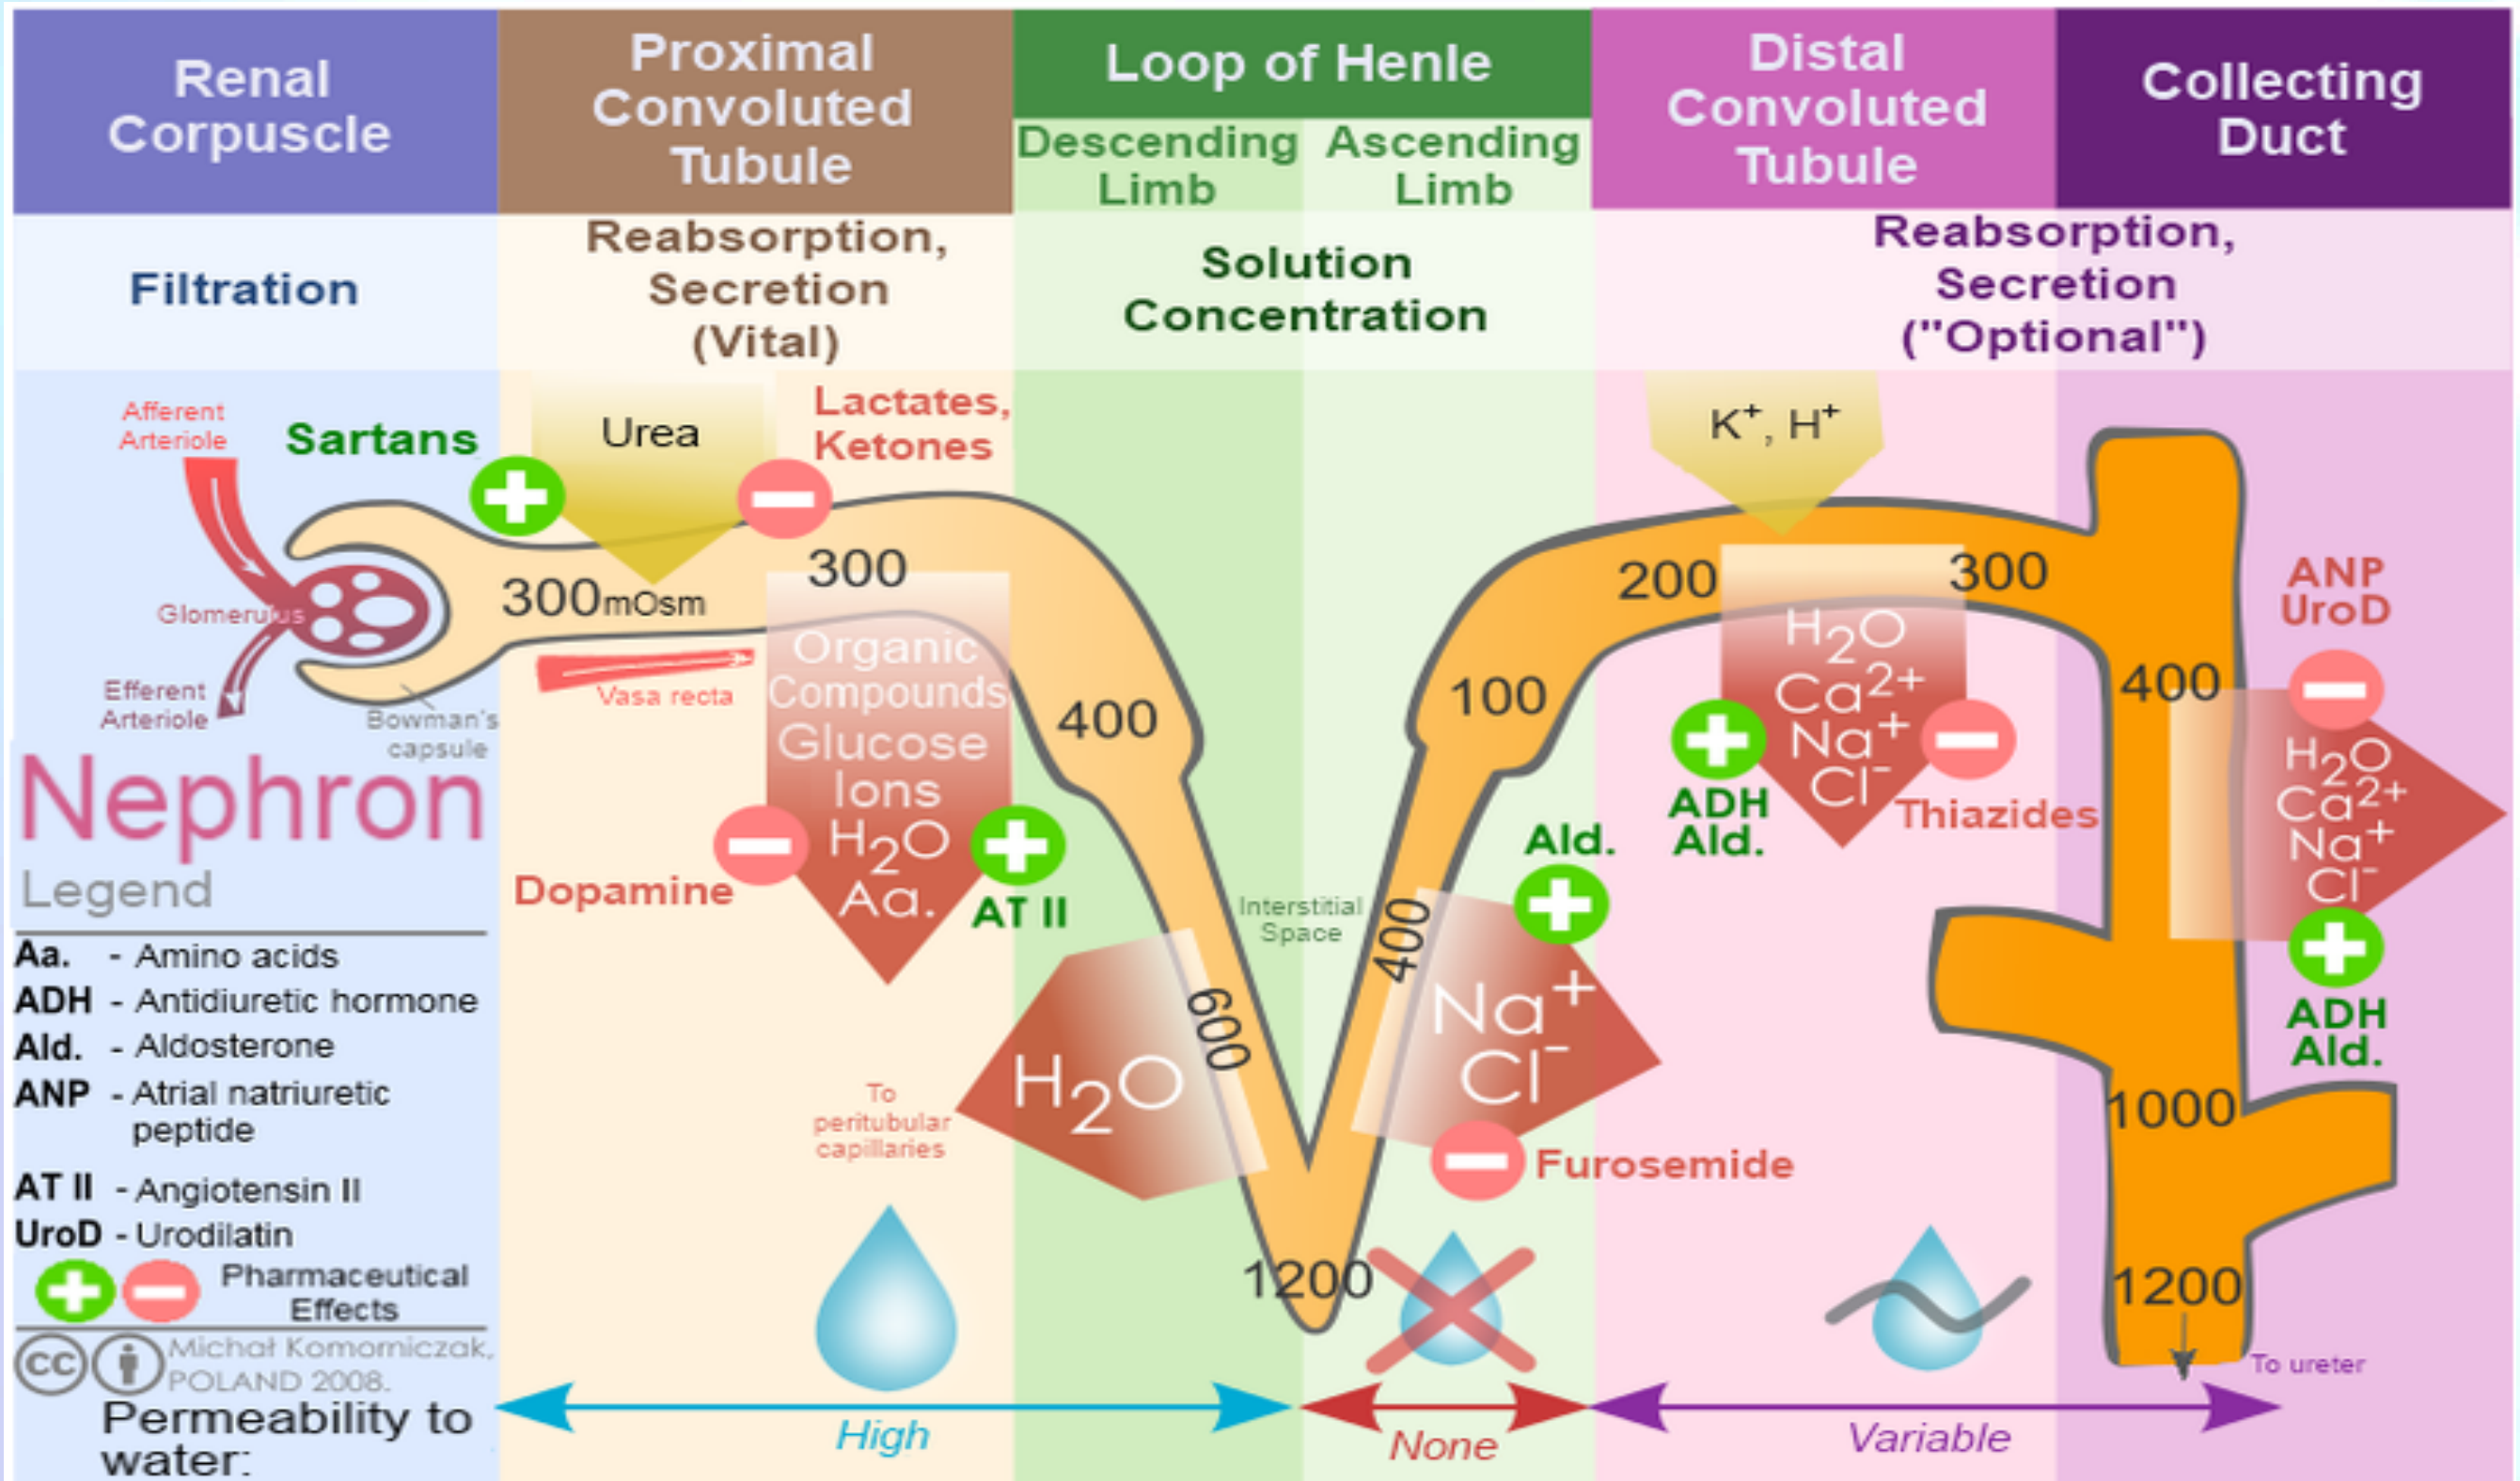 Renal
Corpuscle
Proximal
Convoluted
Tubule
Loop of Henle
Descending
Limb
Ascending
Limb
Distal
Convoluted
Tubule
Collecting
Duct
Filtration
Reabsorption,
Secretion
(Vital)
Solution
Concentration
Reabsorption,
Secretion
("Optional")
Afferent
Arteriole
Sartans
Urea
Lactates,
Ketones
Glomerulus
300mOsm
300
Efferent
Arteriole
Bowman's
capsule
Vasa recta
Organic
Compounds
Glucose
Ions
H2O
Aa.
Dopamine
AT II
400
600
H2O
To
peritubular
capillaries
1200
Interstitial
Space
400
Na+
Cl-
Ald.
Furosemide
100
200
K+, H+
300
H2O
Ca2+
Na+
Cl-
ADH
Ald.
Thiazides
400
ANP
UroD
H2O
Ca2+
Na+
Cl-
ADH
Ald.
1000
1200
To ureter
Nephron
Legend
Aa. - Amino acids
ADH - Antidiuretic hormone
Ald. - Aldosterone
ANP - Atrial natriuretic
peptide
AT II - Angiotensin II
UroD - Urodilatin
Pharmaceutical
Effects
cc Michał Komorniczak,
POLAND 2008.
Permeability to
water:
High
None
Variable